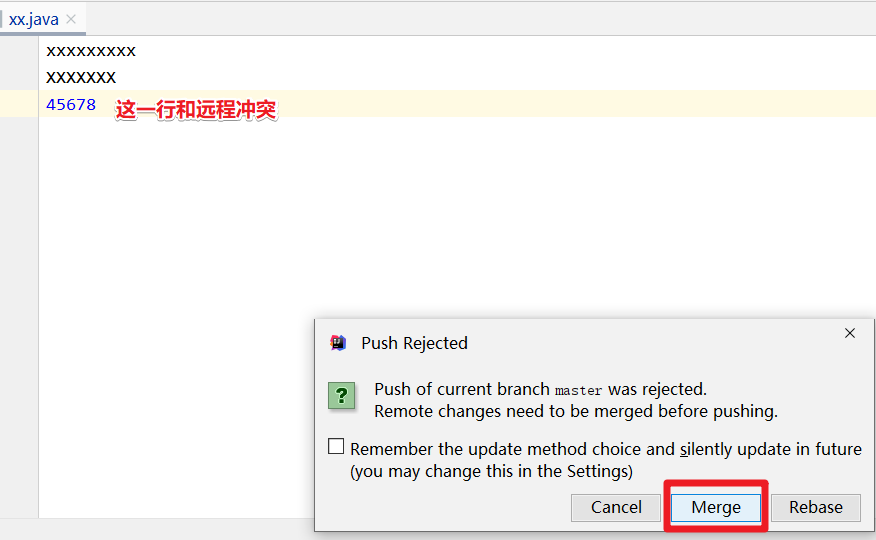 xx.java
xxxxxxxxx
xxxxxxx
45678 这一行和远程冲突
Push Rejected
?
Push of current branch master was rejected.
Remote changes need to be merged before pushing.
Remember the update method choice and silently update in future
(you may change this in the Settings)
Cancel Merge Rebase